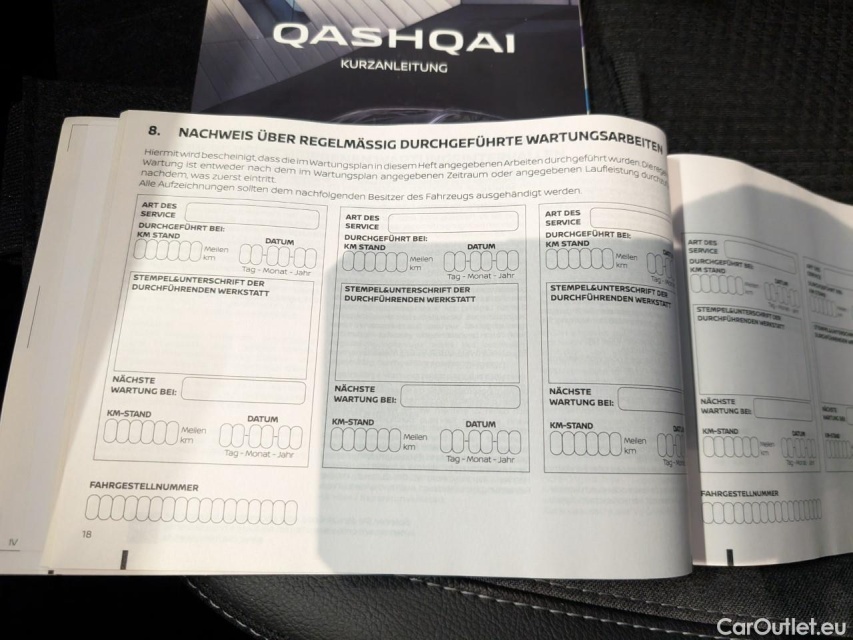 QASHQAI
KURZANLEITUNG
8. NACHWEIS ÜBER REGELMÄSSIG DURCHGEFÜHRTE WARTUNGSARBEITEN
Hiermit wird bescheinigt, dass die im Wartungsplan in diesem Heft angegebenen Arbeiten durchgeführt wurden. Die
Wartung ist entweder nach dem im Wartungsplan angegebenen Zeitraum oder angegebenen Laufleistung
nachdem, was zuerst eintritt.
Alle Aufzeichnungen sollten dem nachfolgenden Besitzer des Fahrzeugs ausgehändigt werden.
ART DES
SERVICE
DURCHGEFÜHRT BEI:
KM STAND
DATUM
Meilen
km
Tag - Monat - Jahr
STEMPEL&UNTERSCHRIFT DER
DURCHFÜHRENDEN WERKSTATT
NÄCHSTE
WARTUNG BEI:
KM-STAND
DATUM
Meilen
km
Tag - Monat - Jahr
FAHRGESTELLNUMMER
18
IV
ART DES
SERVICE
DURCHGEFÜHRT BEI:
KM STAND
DATUM
Meilen
km
Tag - Monat - Jahr
STEMPEL&UNTERSCHRIFT DER
DURCHFÜHRENDEN WERKSTATT
NÄCHSTE
WARTUNG BEI:
KM-STAND
DATUM
Meilen
km
Tag - Monat - Jahr
ART DES
SERVICE
DURCHGEFÜHRT BEI:
KM STAND
Meilen
km
STEMPEL&UNTERSCHRIFT DER
DURCHFÜHRENDEN WERKSTATT
NÄCHSTE
WARTUNG BEI:
KM-STAND
Meilen
km
ART DES
SERVICE
DURCHGEFÜHRT BEI:
KM STAND
DATUM
STEMPEL&UNTERSCHRIFT DER
DURCHFÜHRENDEN WERKSTATT
NÄCHSTE
WARTUNG BEI:
KM-STAND
DATUM
Meilen
km
FAHRGESTELLNUMMER
CarOutlet.eu